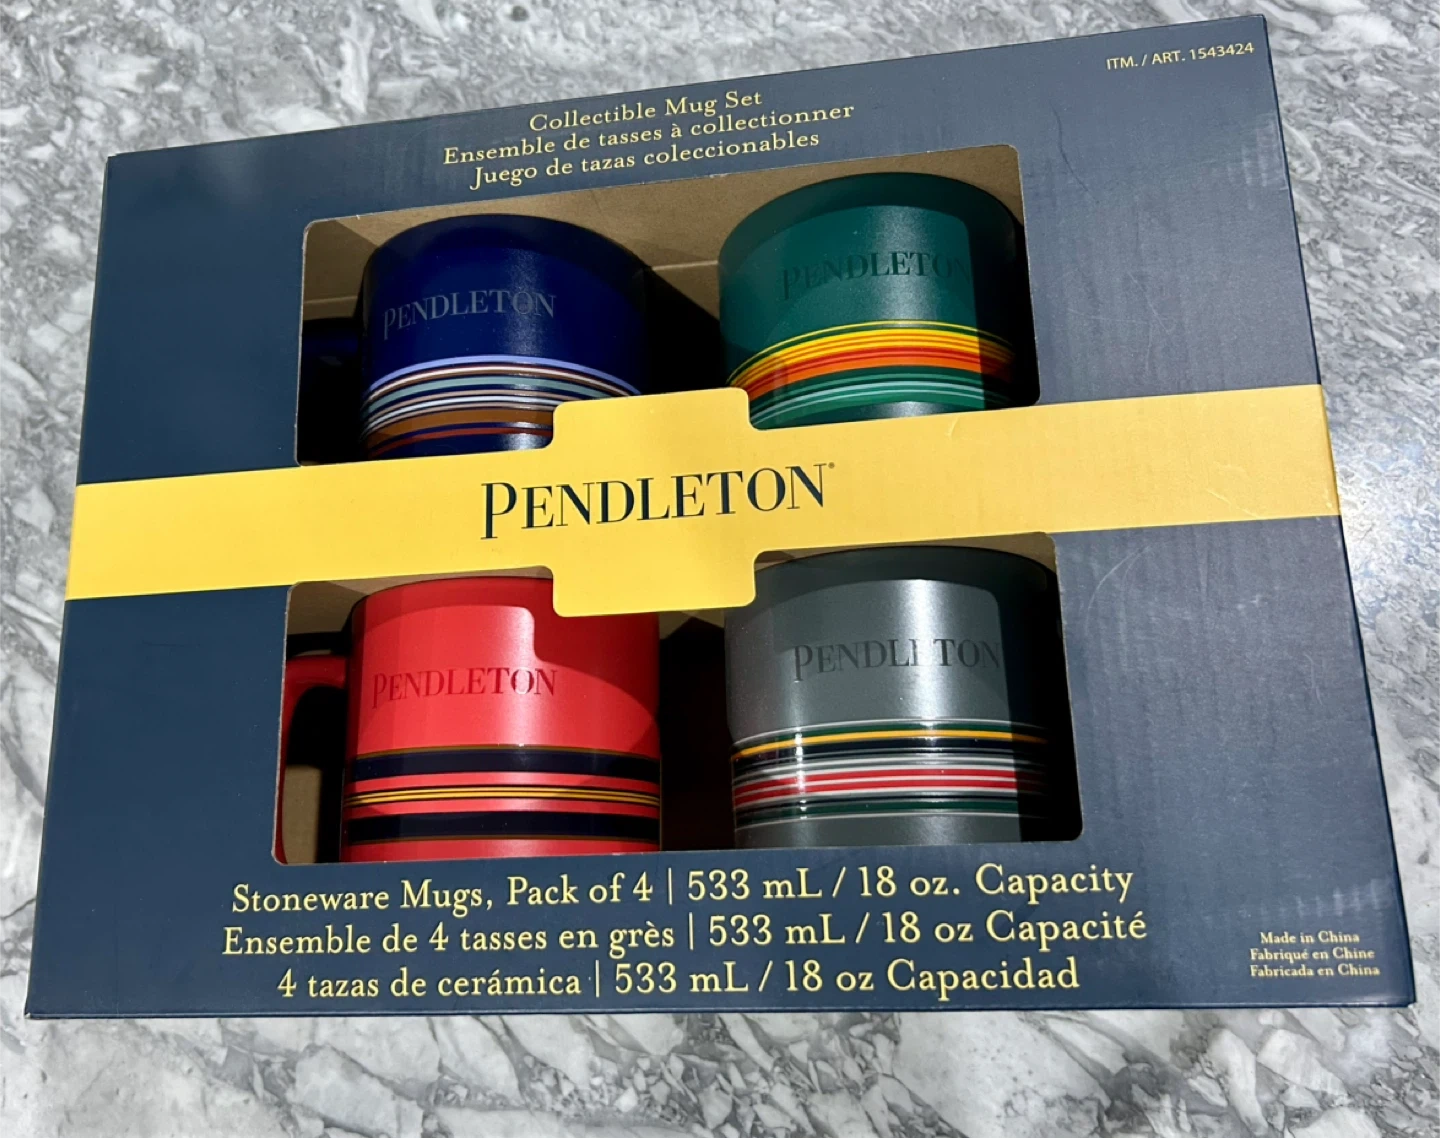 ITM. / ART. 1543424
Collectible Mug Set
Ensemble de tasses à collectionner
Juego de tazas coleccionables
PENDLETON
PENDLETON
PENDLETON®
PENDLETON
PENDLETON
Stoneware Mugs, Pack of 4 | 533 mL / 18 oz. Capacity
Ensemble de 4 tasses en grès | 533 mL / 18 oz Capacité
4 tazas de cerámica | 533 mL / 18 oz Capacidad
Made in China
Fabriqué en Chine
Fabricada en China